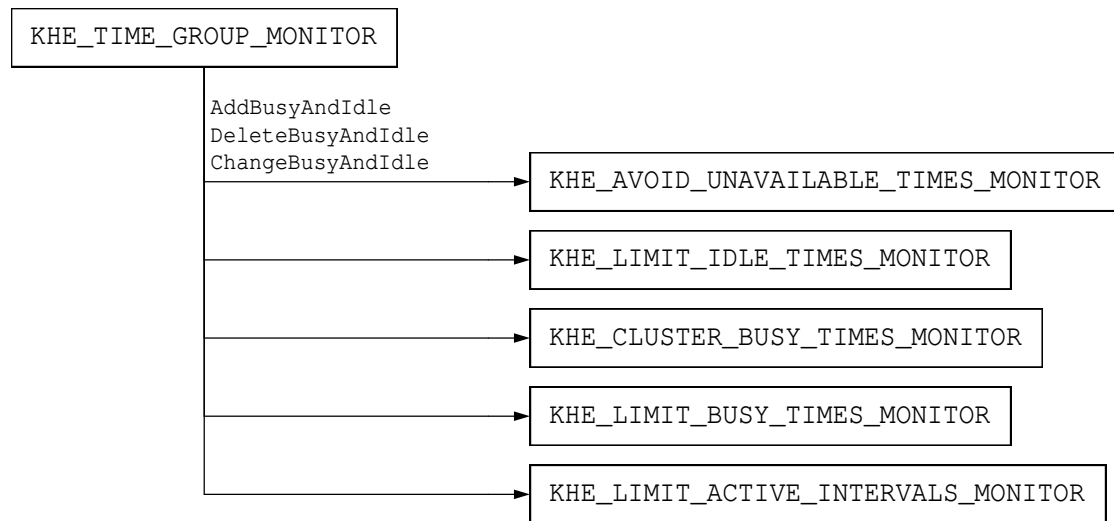 KHE_TIME_GROUP_MONITOR
AddBusyAndIdle
DeleteBusyAndIdle
ChangeBusyAndIdle
KHE_AVOID_UNAVAILABLE_TIMES_MONITOR
KHE_LIMIT_IDLE_TIMES_MONITOR
KHE_CLUSTER_BUSY_TIMES_MONITOR
KHE_LIMIT_BUSY_TIMES_MONITOR
KHE_LIMIT_ACTIVE_INTERVALS_MONITOR